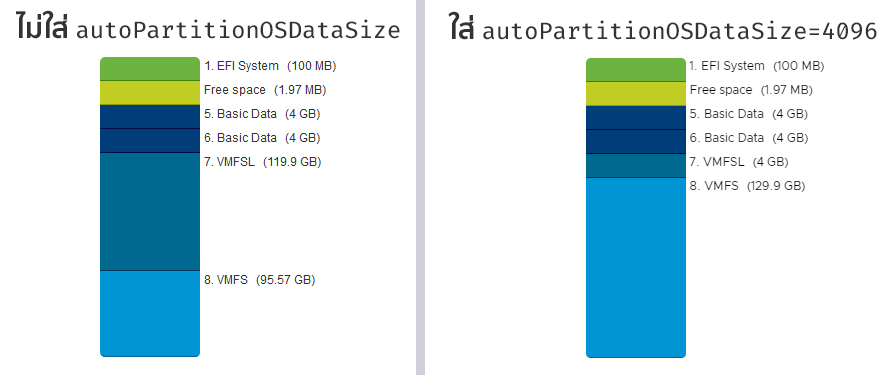 ไม่ใส่ autoPartitionOSDataSize
1. EFI System (100 MB)
Free space (1.97 MB)
5. Basic Data (4 GB)
6. Basic Data (4 GB)
7. VMFSL (119.9 GB)
8. VMFS (95.57 GB)
ใส่ autoPartitionOSDataSize=4096
1. EFI System (100 MB)
Free space (1.97 MB)
5. Basic Data (4 GB)
6. Basic Data (4 GB)
7. VMFSL (4 GB)
8. VMFS (129.9 GB)